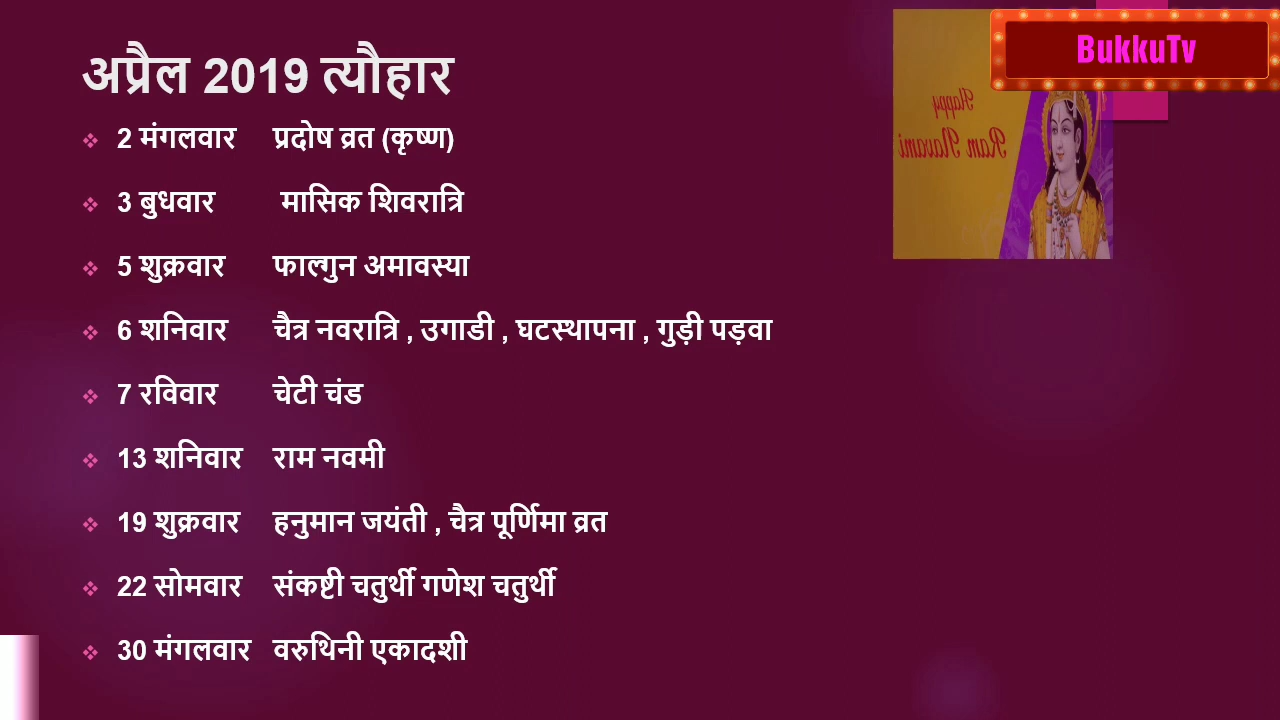 अप्रैल 2019 त्यौहार
2 मंगलवार प्रदोष व्रत (कृष्ण)
3 बुधवार मासिक शिवरात्रि
5 शुक्रवार फाल्गुन अमावस्या
6 शनिवार चैत्र नवरात्रि , उगाडी , घटस्थापना , गुड़ी पड़वा
7 रविवार चेटी चंड
13 शनिवार राम नवमी
19 शुक्रवार हनुमान जयंती , चैत्र पूर्णिमा व्रत
22 सोमवार संकष्टी चतुर्थी गणेश चतुर्थी
30 मंगलवार वरुथिनी एकादशी
BukkuTv
Happy
Ram Navami